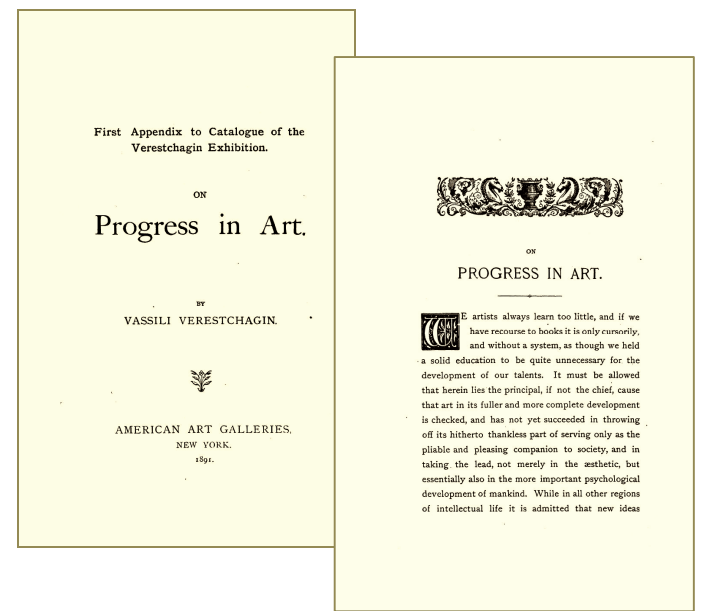 First Appendix to Catalogue of the
Verestchagin Exhibition.
ON
Progress in Art.
BY
VASSILI VERESTCHAGIN.
AMERICAN ART GALLERIES,
NEW YORK.
1891.
ON
PROGRESS IN ART.
WE artists always learn too little, and if we
have recourse to books it is only cursorily,
and without a system, as though we held
a solid education to be quite unnecessary for the
development of our talents. It must be allowed
that herein lies the principal, if not the chief, cause
that art in its fuller and more complete development
is checked, and has not yet succeeded in throwing
off its hitherto thankless part of serving only as the
pliable and pleasing companion to society, and in
taking the lead, not merely in the æsthetic, but
essentially also in the more important psychological
development of mankind. While in all other regions
of intellectual life it is admitted that new ideas